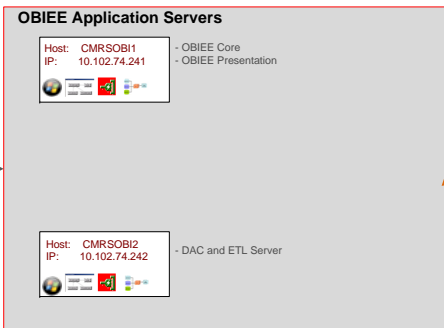 OBIEE Application Servers
Host: CMRSOBI1
IP: 10.102.74.241
- OBIEE Core
- OBIEE Presentation
Host: CMRSOBI2
IP: 10.102.74.242
- DAC and ETL Server